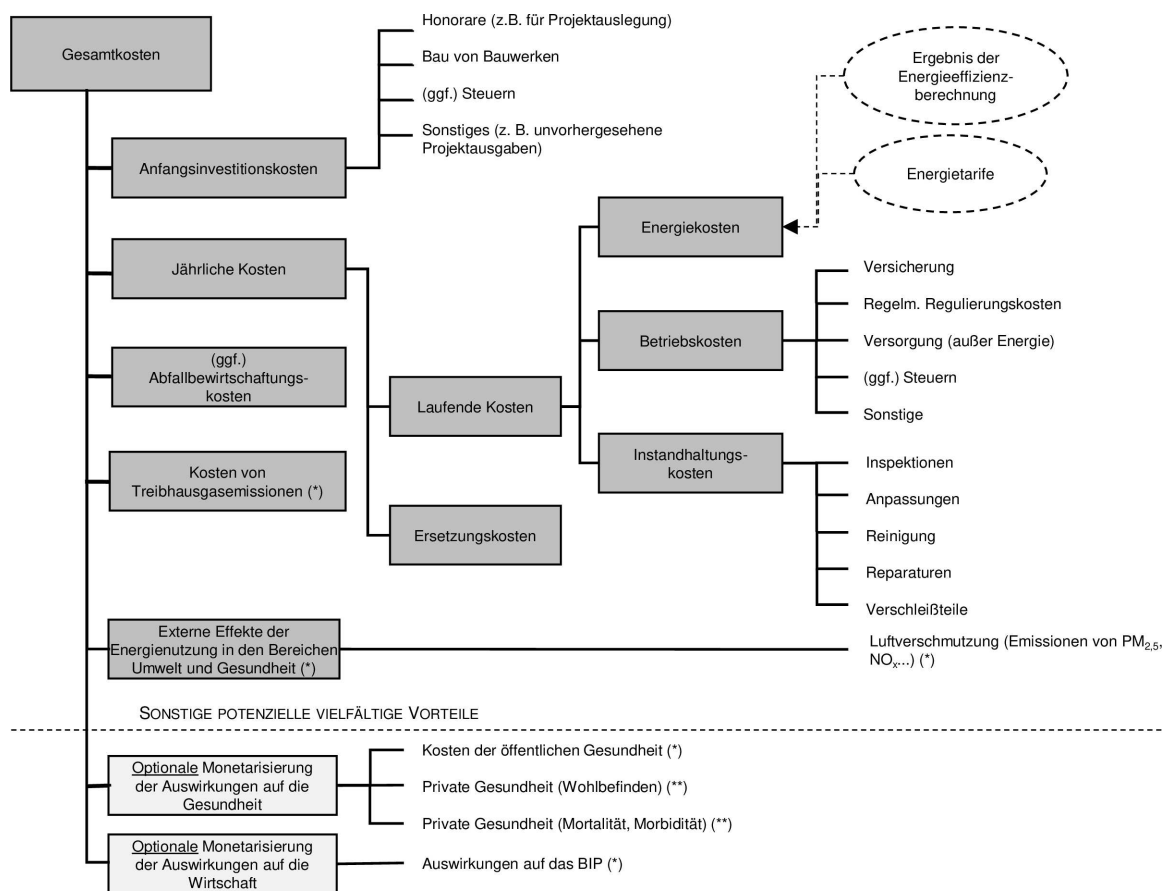 Gesamtkosten
Honorare (z.B. für Projektauslegung)
Bau von Bauwerken
(ggf.) Steuern
Sonstiges (z. B. unvorhergesehene
Projektausgaben)
Anfangsinvestitionskosten
Ergebnis der
Energieeffizienz-
berechnung
Energietarife
Energiekosten
Jährliche Kosten
Versicherung
Regelm. Regulierungskosten
Versorgung (außer Energie)
(ggf.) Steuern
Sonstige
Betriebskosten
(ggf.)
Abfallbewirtschaftungs-
kosten
Laufende Kosten
Instandhaltungs-
kosten
Inspektionen
Anpassungen
Reinigung
Reparaturen
Verschleißteile
Kosten von
Treibhausgasemissionen (*)
Ersetzungskosten
Externe Effekte der
Energienutzung in den Bereichen
Umwelt und Gesundheit (*)
Luftverschmutzung (Emissionen von PM2,5,
NOx...) (*)
SONSTIGE POTENZIELLE VIELFÄLTIGE VORTEILE
Optionale Monetarisierung
der Auswirkungen auf die
Gesundheit
Kosten der öffentlichen Gesundheit (*)
Private Gesundheit (Wohlbefinden) (**)
Private Gesundheit (Mortalität, Morbidität) (**)
Optionale Monetarisierung
der Auswirkungen auf die
Wirtschaft
Auswirkungen auf das BIP (*)